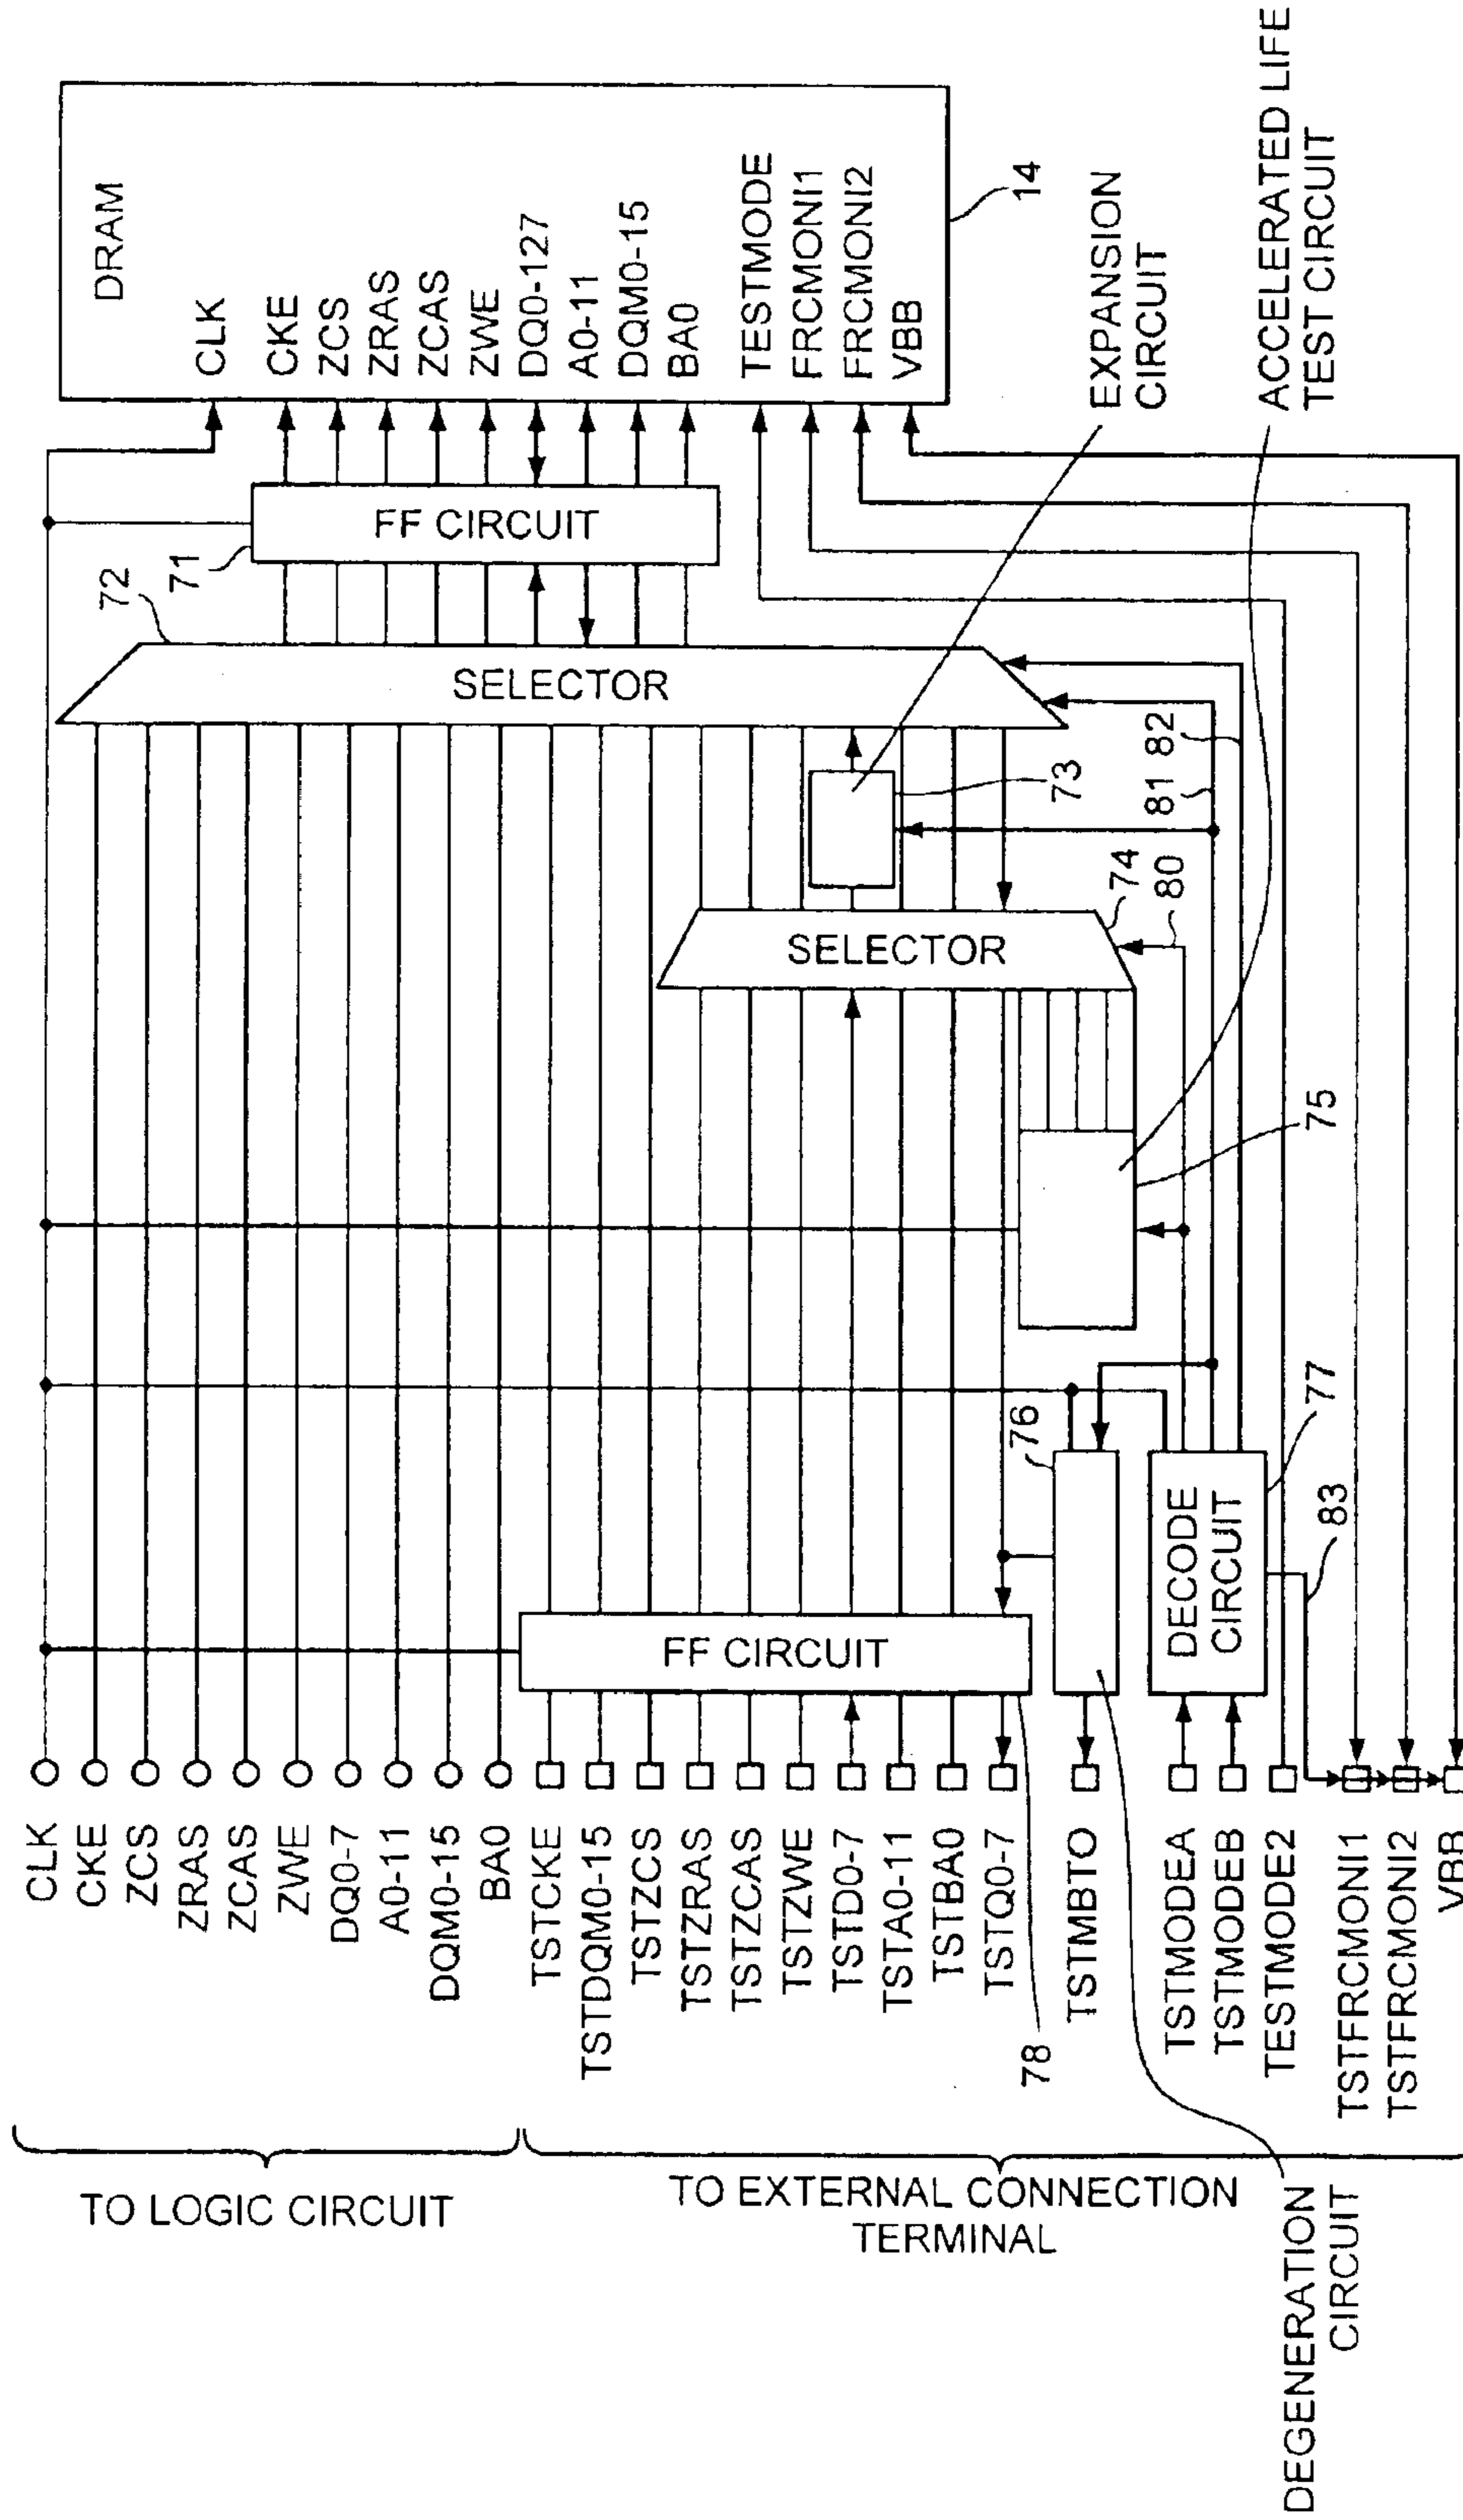 CLK
CKE
ZCS
ZRAS
ZCAS
ZWE
DQ0-7
A0-11
DQM0-15
BA0
TSTCKE
TSTDQM0-15
TSTZCS
TSTZRAS
TSTZCAS
TSTZWE
TSTD0-7
TSTA0-11
TSTBA0
TSTQ0-7
TSTMBTO
TSTMODEA
TSTMODEB
TESTMODE2
TSTFRCMONI1
TSTFRCMONI2
VBB
TO LOGIC CIRCUIT
TO EXTERNAL CONNECTION
TERMINAL
DEGENERATION
CIRCUIT
78
FF CIRCUIT
76
DECODE
CIRCUIT
77
83
75
SELECTOR
74
80
81
82
73
SELECTOR
72
71
FF CIRCUIT
DRAM
CLK
CKE
ZCS
ZRAS
ZCAS
ZWE
DQ0-127
A0-11
DQM0-15
BA0
TESTMODE
FRCMONI1
FRCMONI2
VBB
14
EXPANSION
CIRCUIT
ACCELERATED LIFE
TEST CIRCUIT